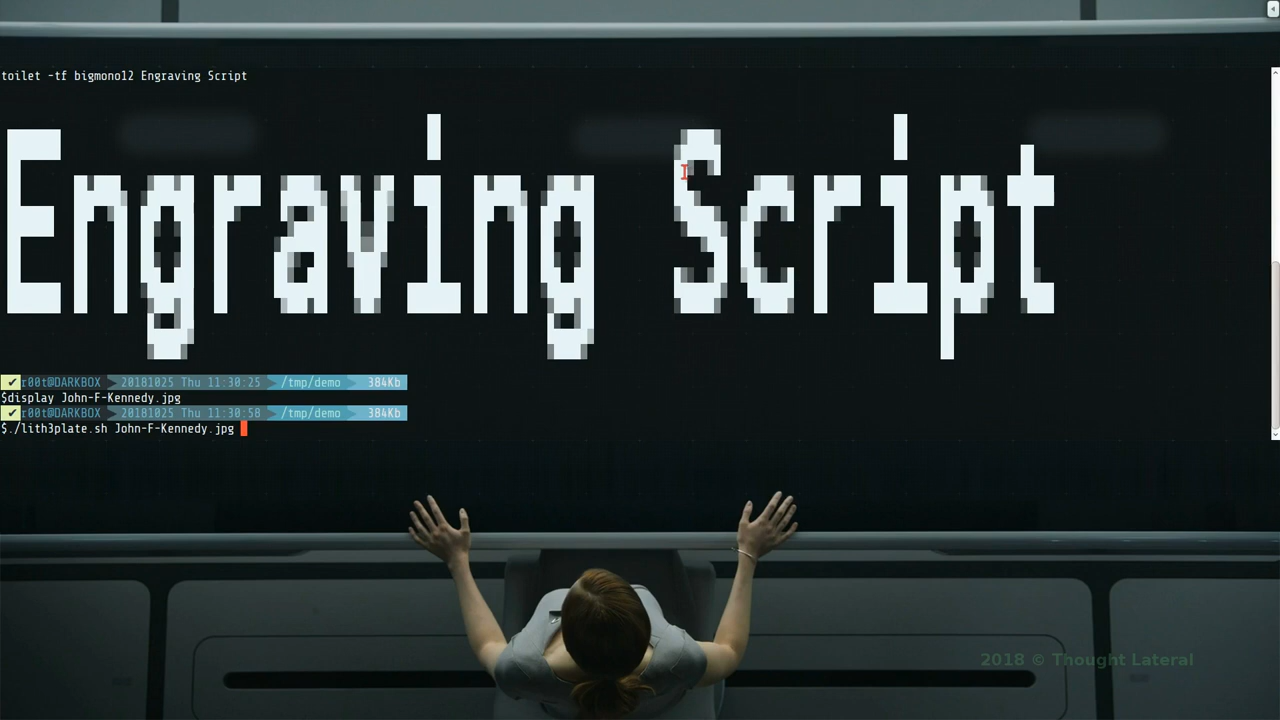 toilet -tf bigmono12 Engraving Script
Engraving Script
✔ r00t@DARKBOX 20181025 Thu 11:30:25 /tmp/demo 384Kb
$display John-F-Kennedy.jpg
✔ r00t@DARKBOX 20181025 Thu 11:30:58 /tmp/demo 384Kb
$./lith3plate.sh John-F-Kennedy.jpg
2018 © Thought Lateral